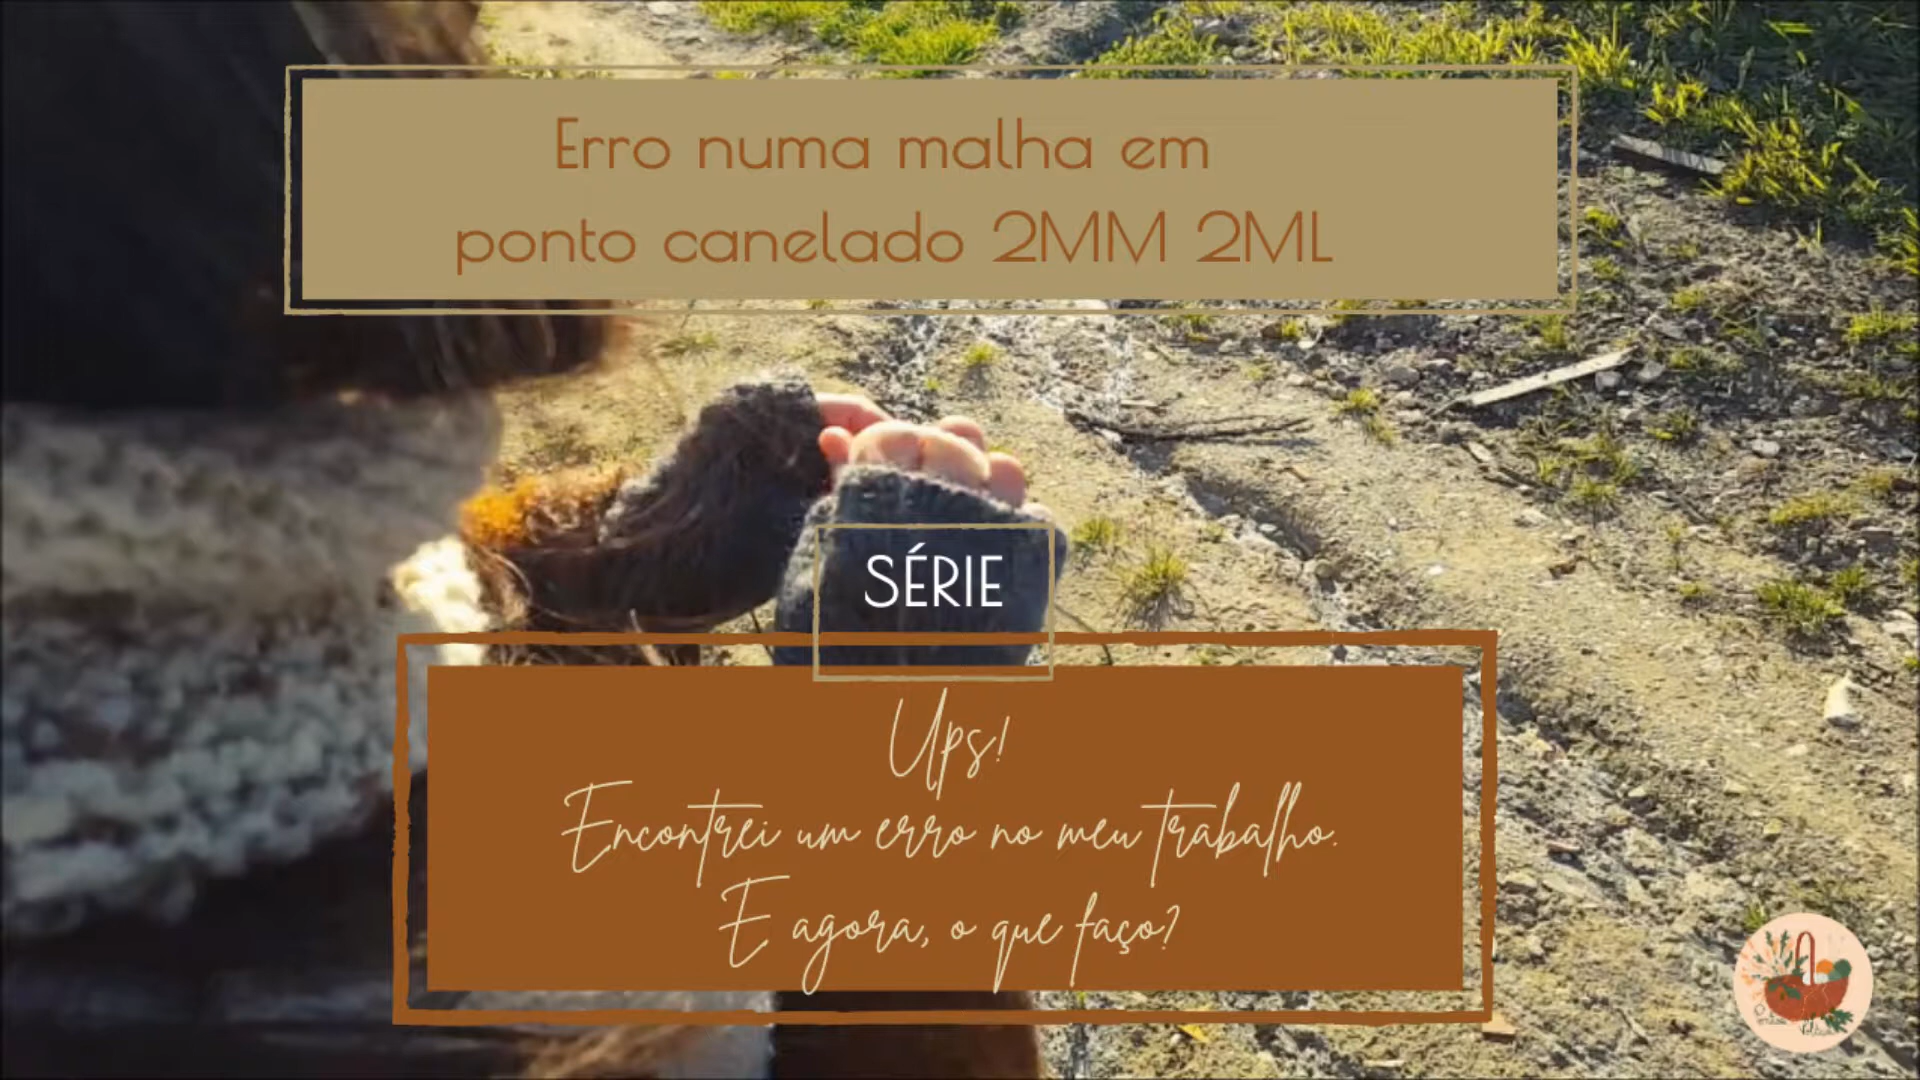 Erro numa malha em
ponto canelado 2MM 2ML
SÉRIE
Ups!
Encontrei um erro no meu trabalho.
E agora, o que faço?